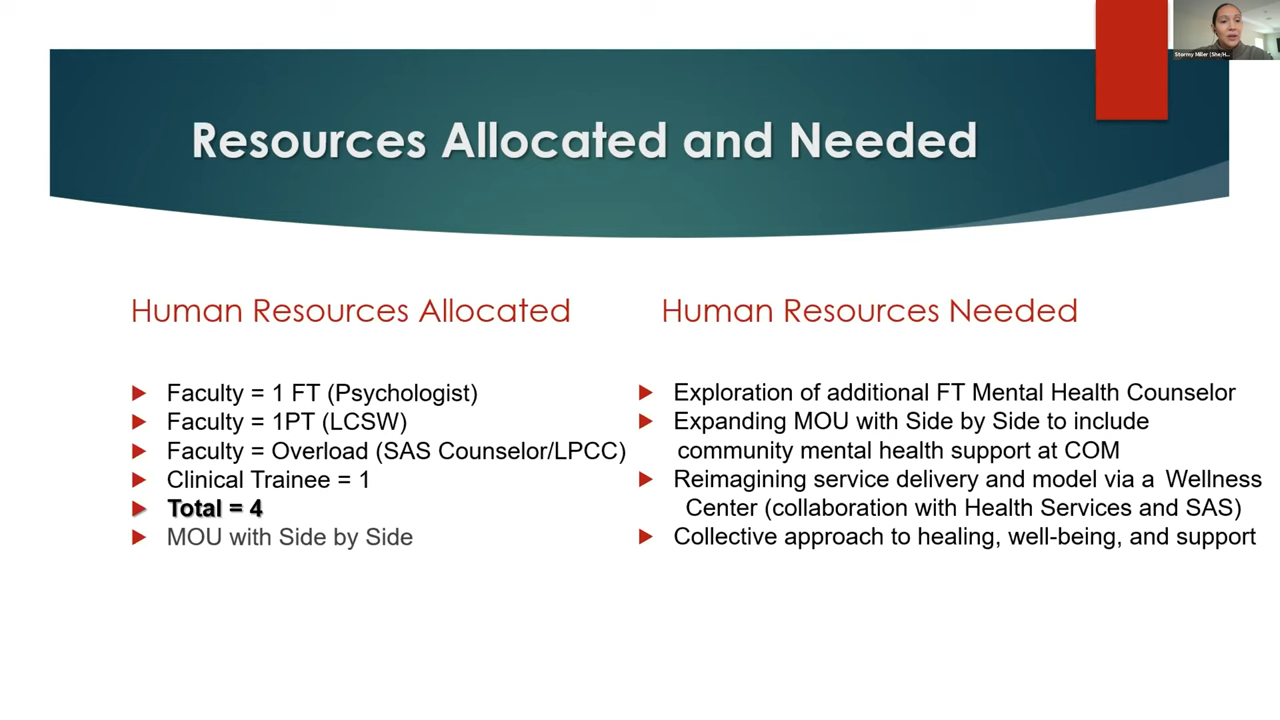 Stormy Miller (She/H...
Resources Allocated and Needed
Human Resources Allocated
Faculty = 1 FT (Psychologist)
Faculty = 1PT (LCSW)
Faculty = Overload (SAS Counselor/LPCC)
Clinical Trainee = 1
Total = 4
MOU with Side by Side
Human Resources Needed
Exploration of additional FT Mental Health Counselor
Expanding MOU with Side by Side to include
community mental health support at COM
Reimagining service delivery and model via a Wellness
Center (collaboration with Health Services and SAS)
Collective approach to healing, well-being, and support